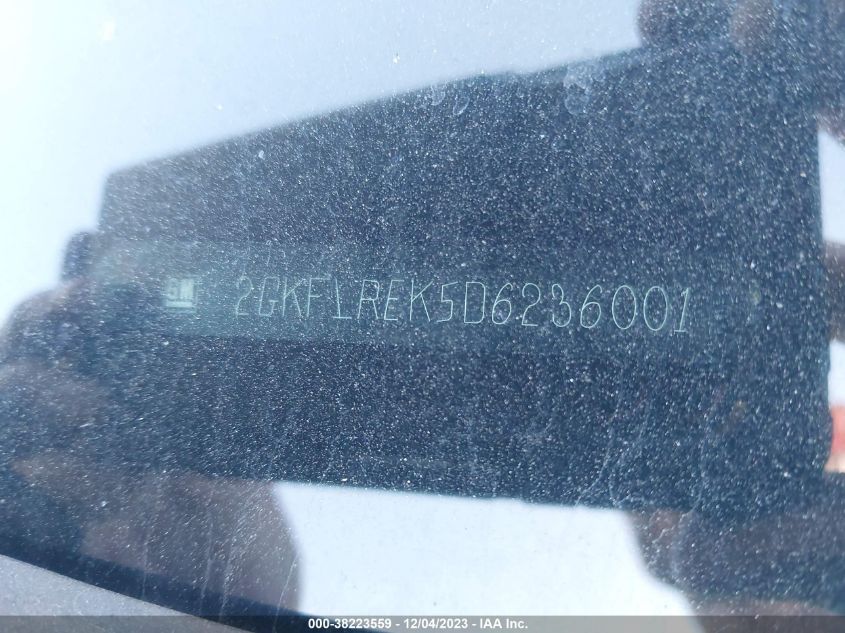 GM 2GKFLREK5D6236001
000-38223559 - 12/04/2023 - IAA Inc.